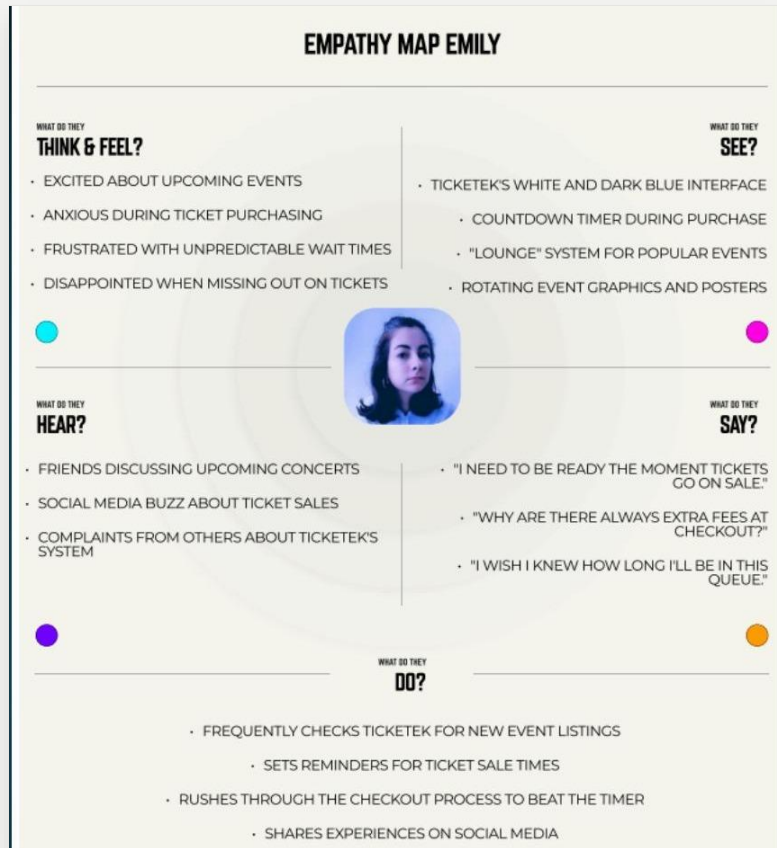 EMPATHY MAP EMILY
WHAT DO THEY
THINK & FEEL?
• EXCITED ABOUT UPCOMING EVENTS
• ANXIOUS DURING TICKET PURCHASING
• FRUSTRATED WITH UNPREDICTABLE WAIT TIMES
• DISAPPOINTED WHEN MISSING OUT ON TICKETS
WHAT DO THEY
SEE?
• TICKETEK'S WHITE AND DARK BLUE INTERFACE
• COUNTDOWN TIMER DURING PURCHASE
• "LOUNGE" SYSTEM FOR POPULAR EVENTS
• ROTATING EVENT GRAPHICS AND POSTERS
WHAT DO THEY
HEAR?
• FRIENDS DISCUSSING UPCOMING CONCERTS
• SOCIAL MEDIA BUZZ ABOUT TICKET SALES
• COMPLAINTS FROM OTHERS ABOUT TICKETEK'S
SYSTEM
WHAT DO THEY
SAY?
• "I NEED TO BE READY THE MOMENT TICKETS
GO ON SALE."
• "WHY ARE THERE ALWAYS EXTRA FEES AT
CHECKOUT?"
• "I WISH I KNEW HOW LONG I'LL BE IN THIS
QUEUE."
WHAT DO THEY
DO?
• FREQUENTLY CHECKS TICKETEK FOR NEW EVENT LISTINGS
• SETS REMINDERS FOR TICKET SALE TIMES
• RUSHES THROUGH THE CHECKOUT PROCESS TO BEAT THE TIMER
• SHARES EXPERIENCES ON SOCIAL MEDIA